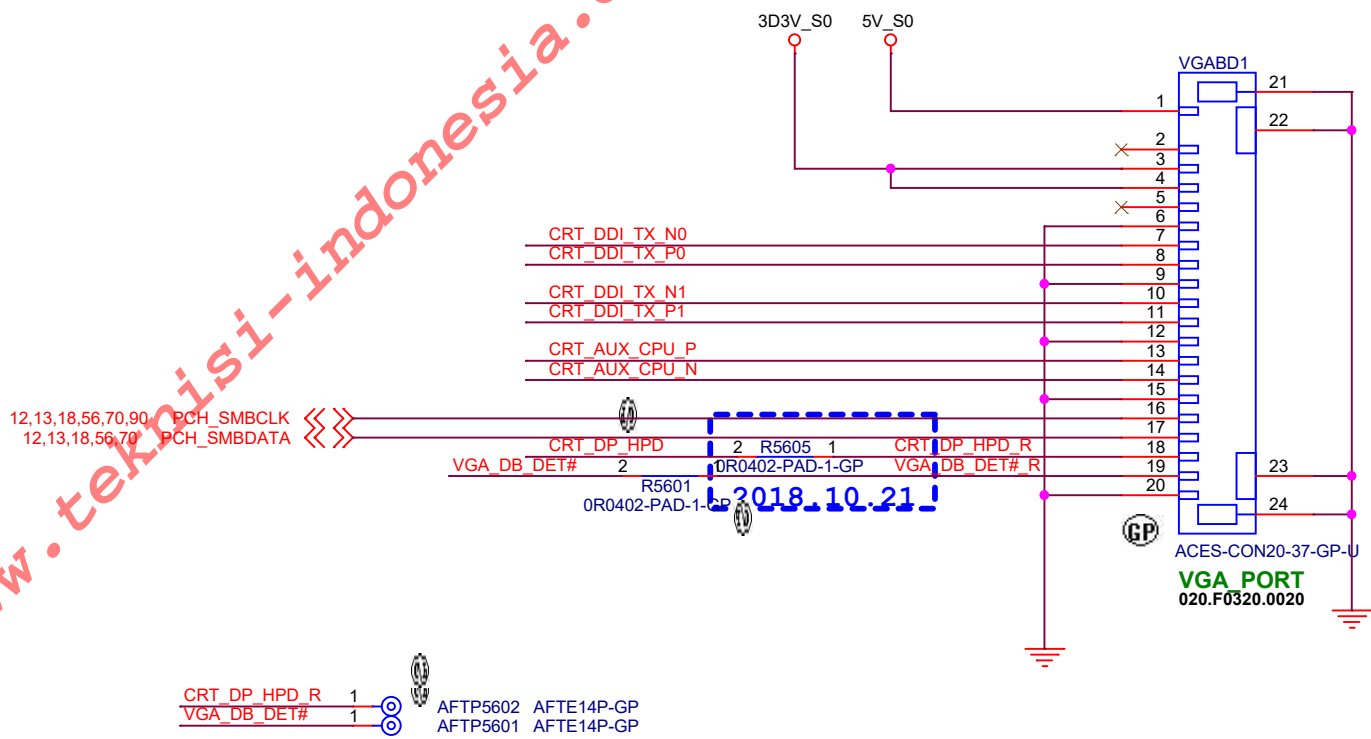 3D3V_S0 5V_S0
VGABD1
21
1
22
2
3
4
5
6
CRT_DDI_TX_N0 7
CRT_DDI_TX_P0 8
9
CRT_DDI_TX_N1 10
CRT_DDI_TX_P1 11
12
CRT_AUX_CPU_P 13
CRT_AUX_CPU_N 14
15
12,13,18,56,70,90 PCH_SMBCLK 16
12,13,18,56,70 PCH_SMBDATA 17
CRT_DP_HPD 2 R5605 1 CRT_DP_HPD_R 18
0R0402-PAD-1-GP
VGA_DB_DET# 2 1 VGA_DB_DET#_R 19
R5601
0R0402-PAD-1-GP
20
23
24
2018.10.21
GP
ACES-CON20-37-GP-U
VGA_PORT
020.F0320.0020
CRT_DP_HPD_R 1 AFTP5602 AFTE14P-GP
VGA_DB_DET# 1 AFTP5601 AFTE14P-GP
w.teknisi-indonesia.